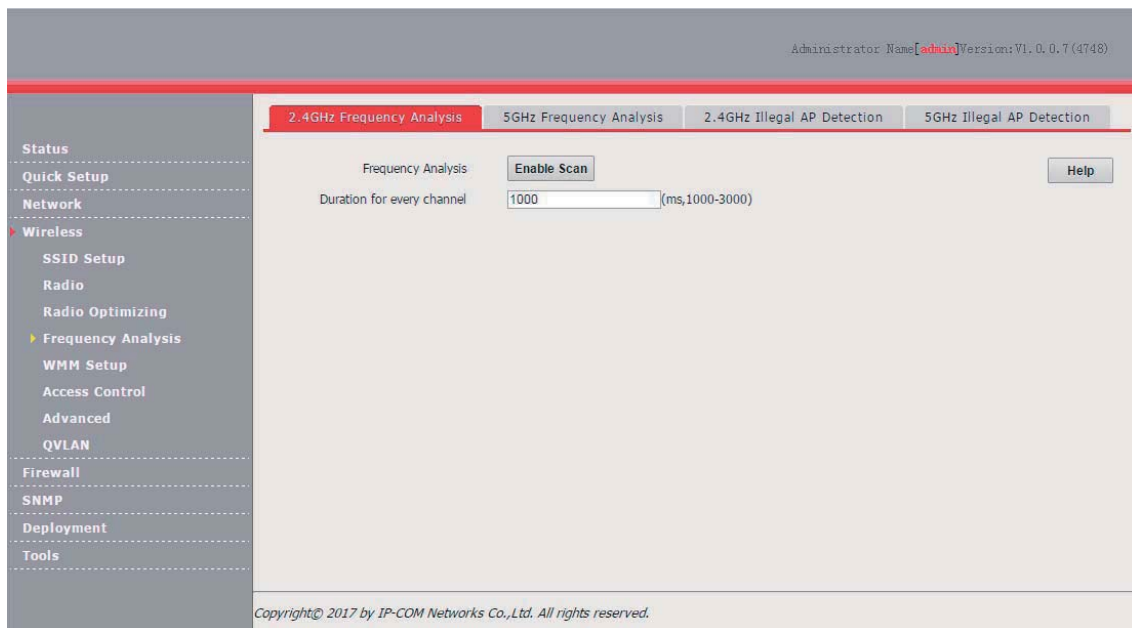 Administrator Name[admin]Version:V1.0.0.7(4748)
2.4GHz Frequency Analysis 5GHz Frequency Analysis 2.4GHz Illegal AP Detection 5GHz Illegal AP Detection
Status
Quick Setup
Network
Wireless
SSID Setup
Radio
Radio Optimizing
Frequency Analysis
WMM Setup
Access Control
Advanced
QVLAN
Firewall
SNMP
Deployment
Tools
Frequency Analysis Enable Scan Help
Duration for every channel 1000 (ms,1000-3000)
Copyright© 2017 by IP-COM Networks Co.,Ltd. All rights reserved.